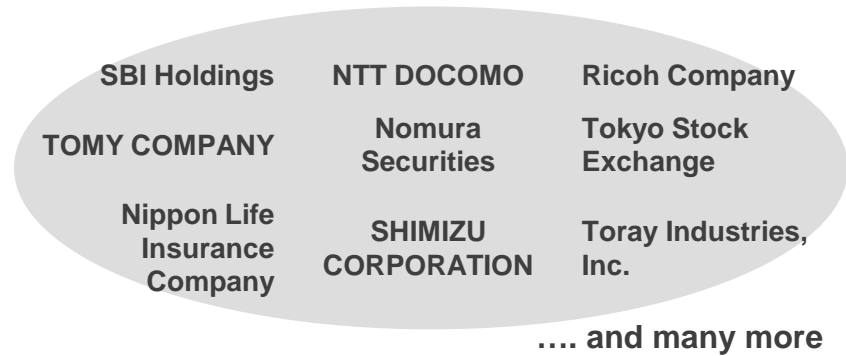 SBI Holdings NTT DOCOMO Ricoh Company
TOMY COMPANY
Nomura
Securities
Tokyo Stock
Exchange
Nippon Life
Insurance
Company
SHIMIZU
CORPORATION
Toray Industries,
Inc.
…. and many more